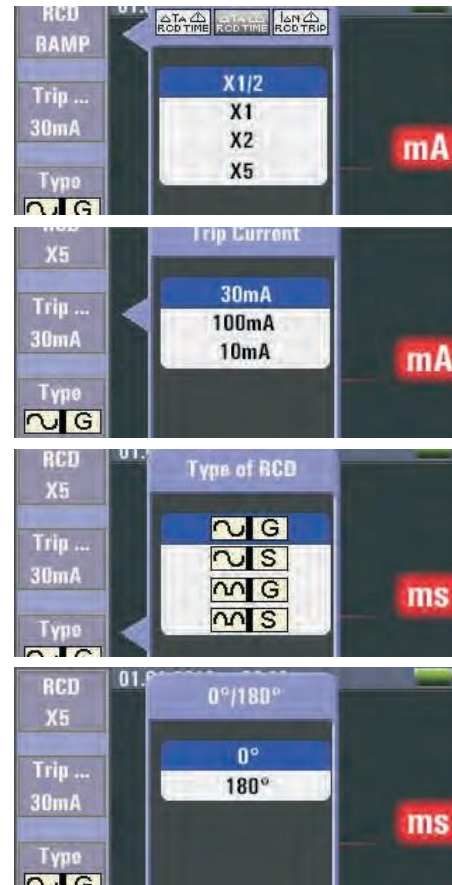 RCD
RAMP
Trip ...
30mA
Type
G
RCD TIME
RCD TIME
RCD TRIP
X1/2
X1
X2
X5
mA
X5
Trip ...
30mA
Type
G
Trip Current
30mA
100mA
10mA
mA
RCD
X5
Trip ...
30mA
Type
Type of RCD
G
S
G
S
ms
RCD
X5
Trip ...
30mA
Type
01.
0°/180°
0°
180°
ms